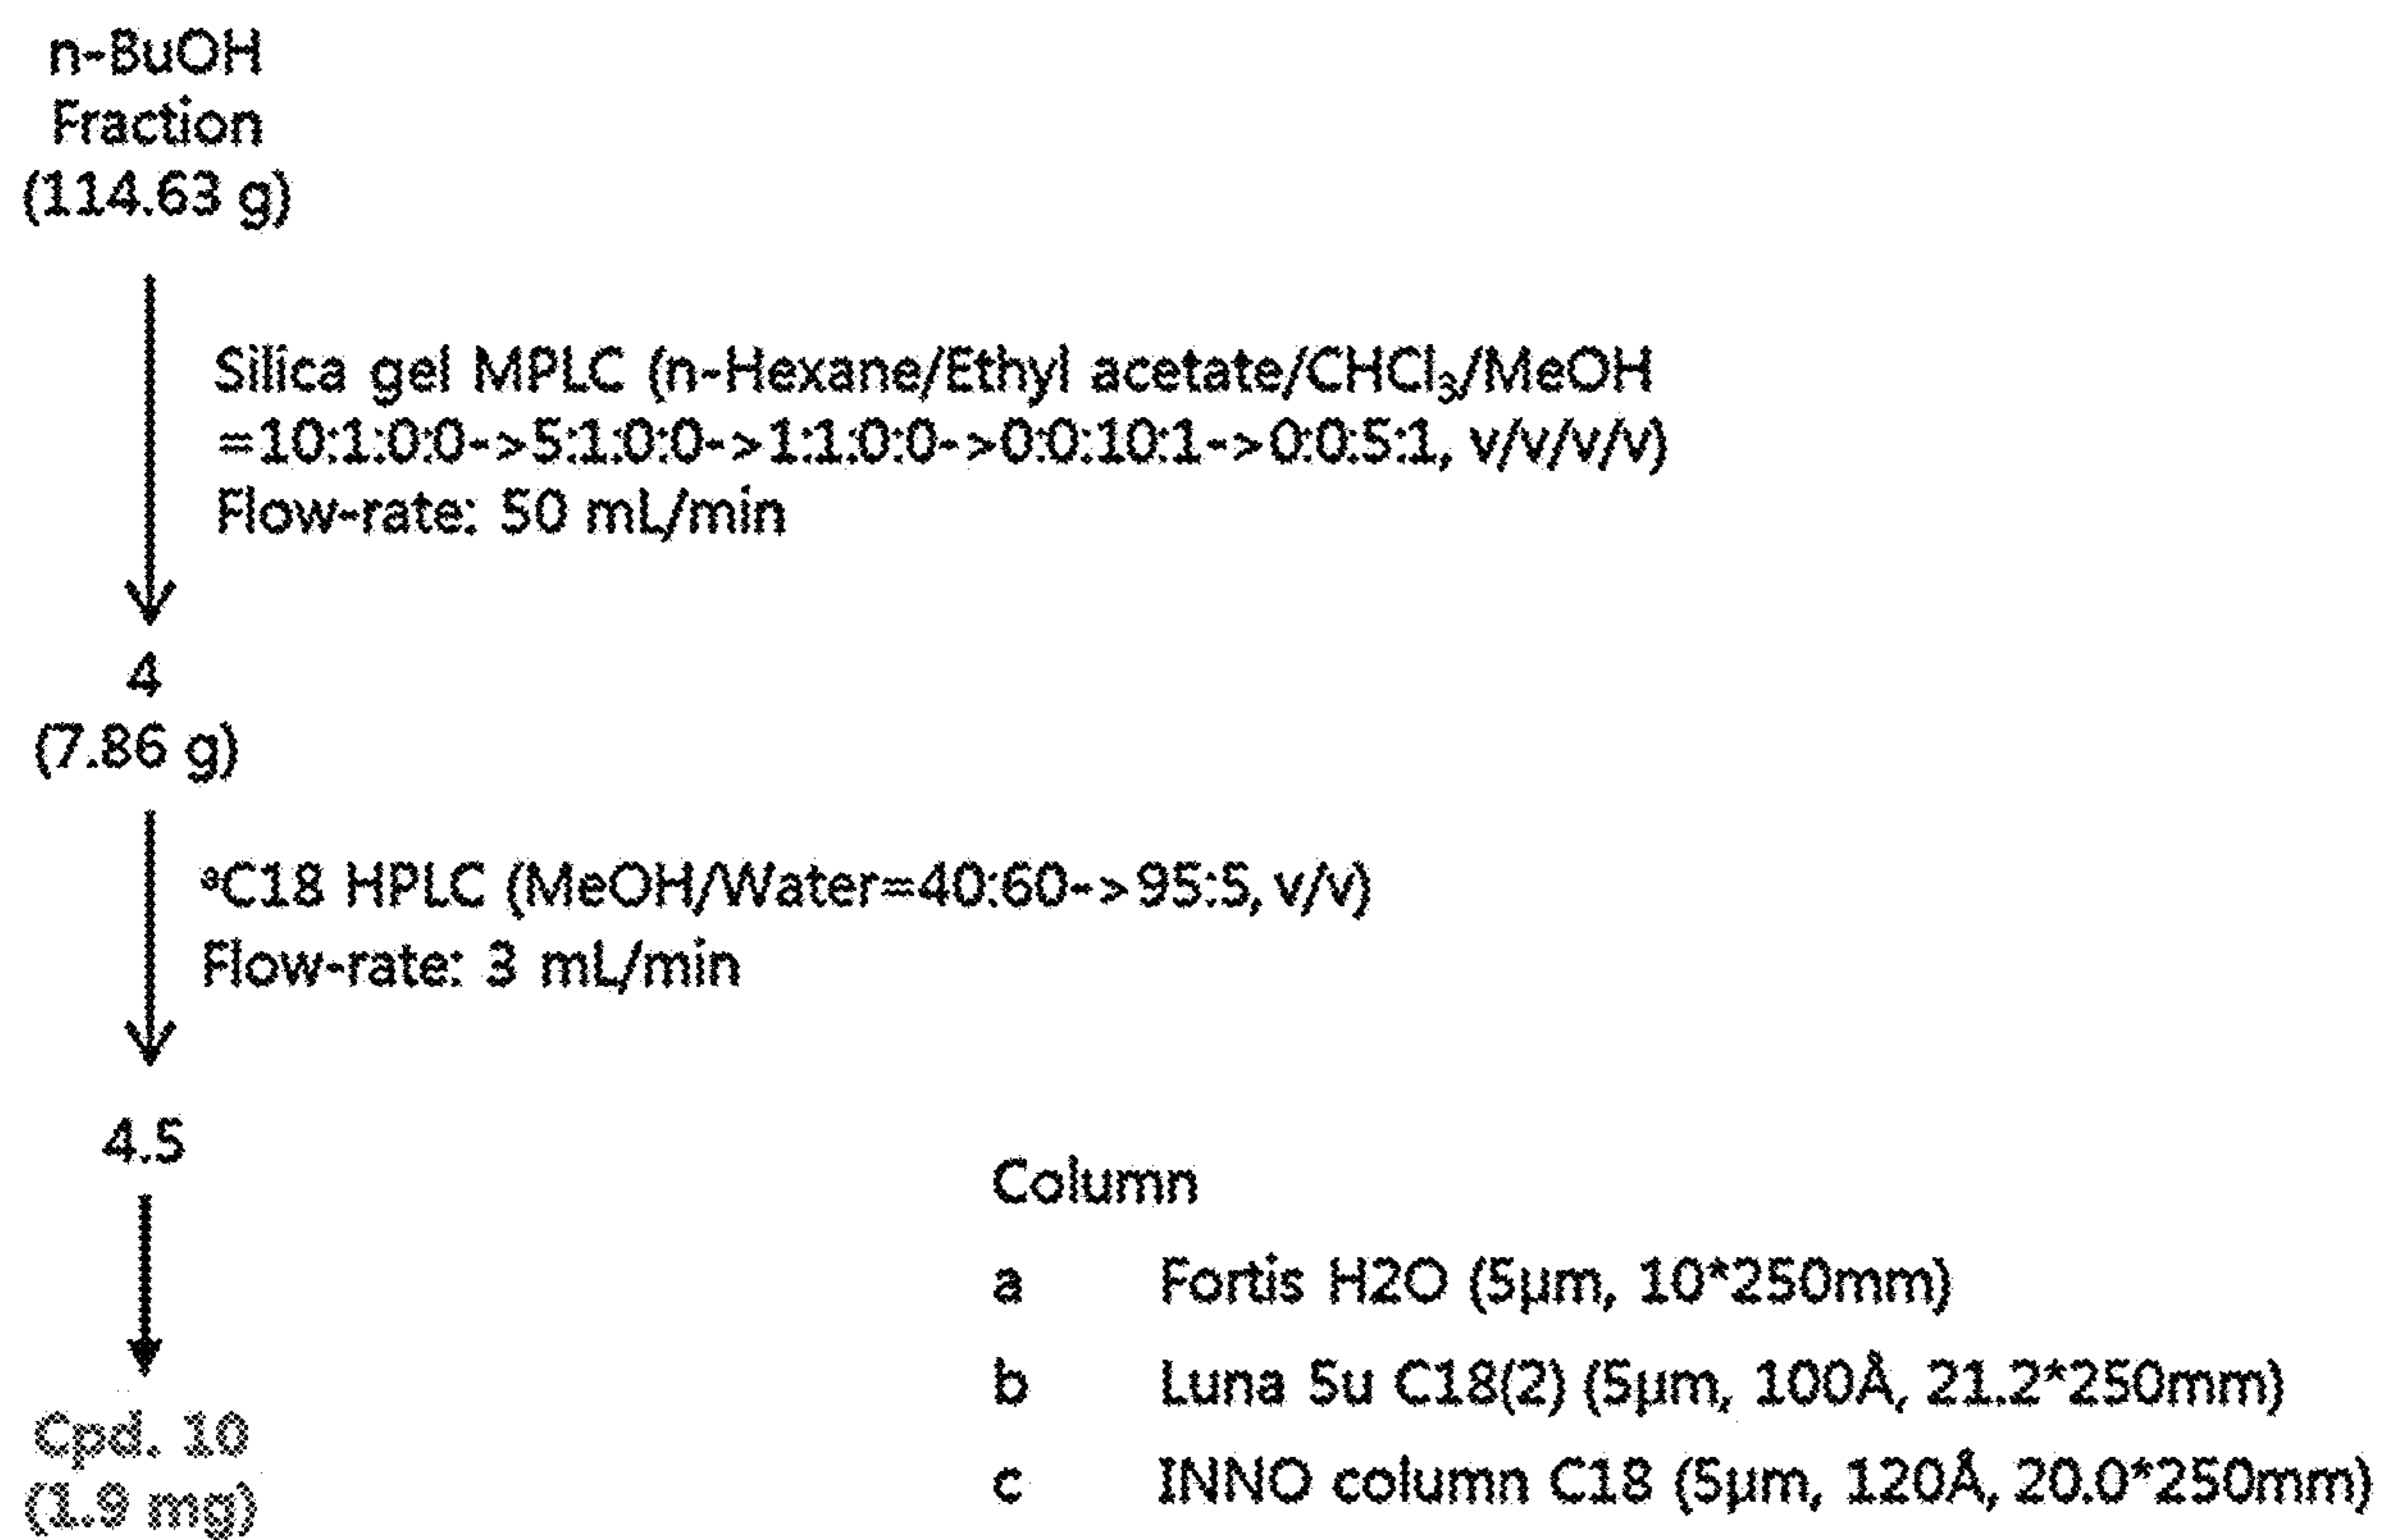 n-BuOH
Fraction
(114.63 g)
Silica gel MPLC (n-Hexane/Ethyl acetate/CHCl₃/MeOH
=10:1:0:0->5:1:0:0->1:1:0:0->0:0:10:1->0:0:5:1, v/v/v/v)
Flow-rate: 50 mL/min
4
(7.86 g)
ᵃC18 HPLC (MeOH/Water=40:60->95:5, v/v)
Flow-rate: 3 mL/min
4.5
Cpd. 10
(1.9 mg)
Column
a Fortis H2O (5μm, 10*250mm)
b Luna 5u C18(2) (5μm, 100Å, 21.2*250mm)
c INNO column C18 (5μm, 120Å, 20.0*250mm)